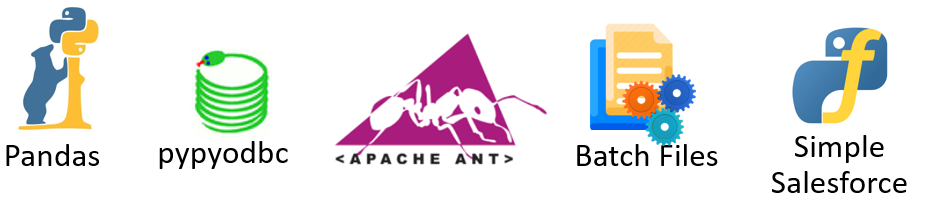 Pandas
pypyodbc
<APACHE ANT>
Batch Files
Simple
Salesforce